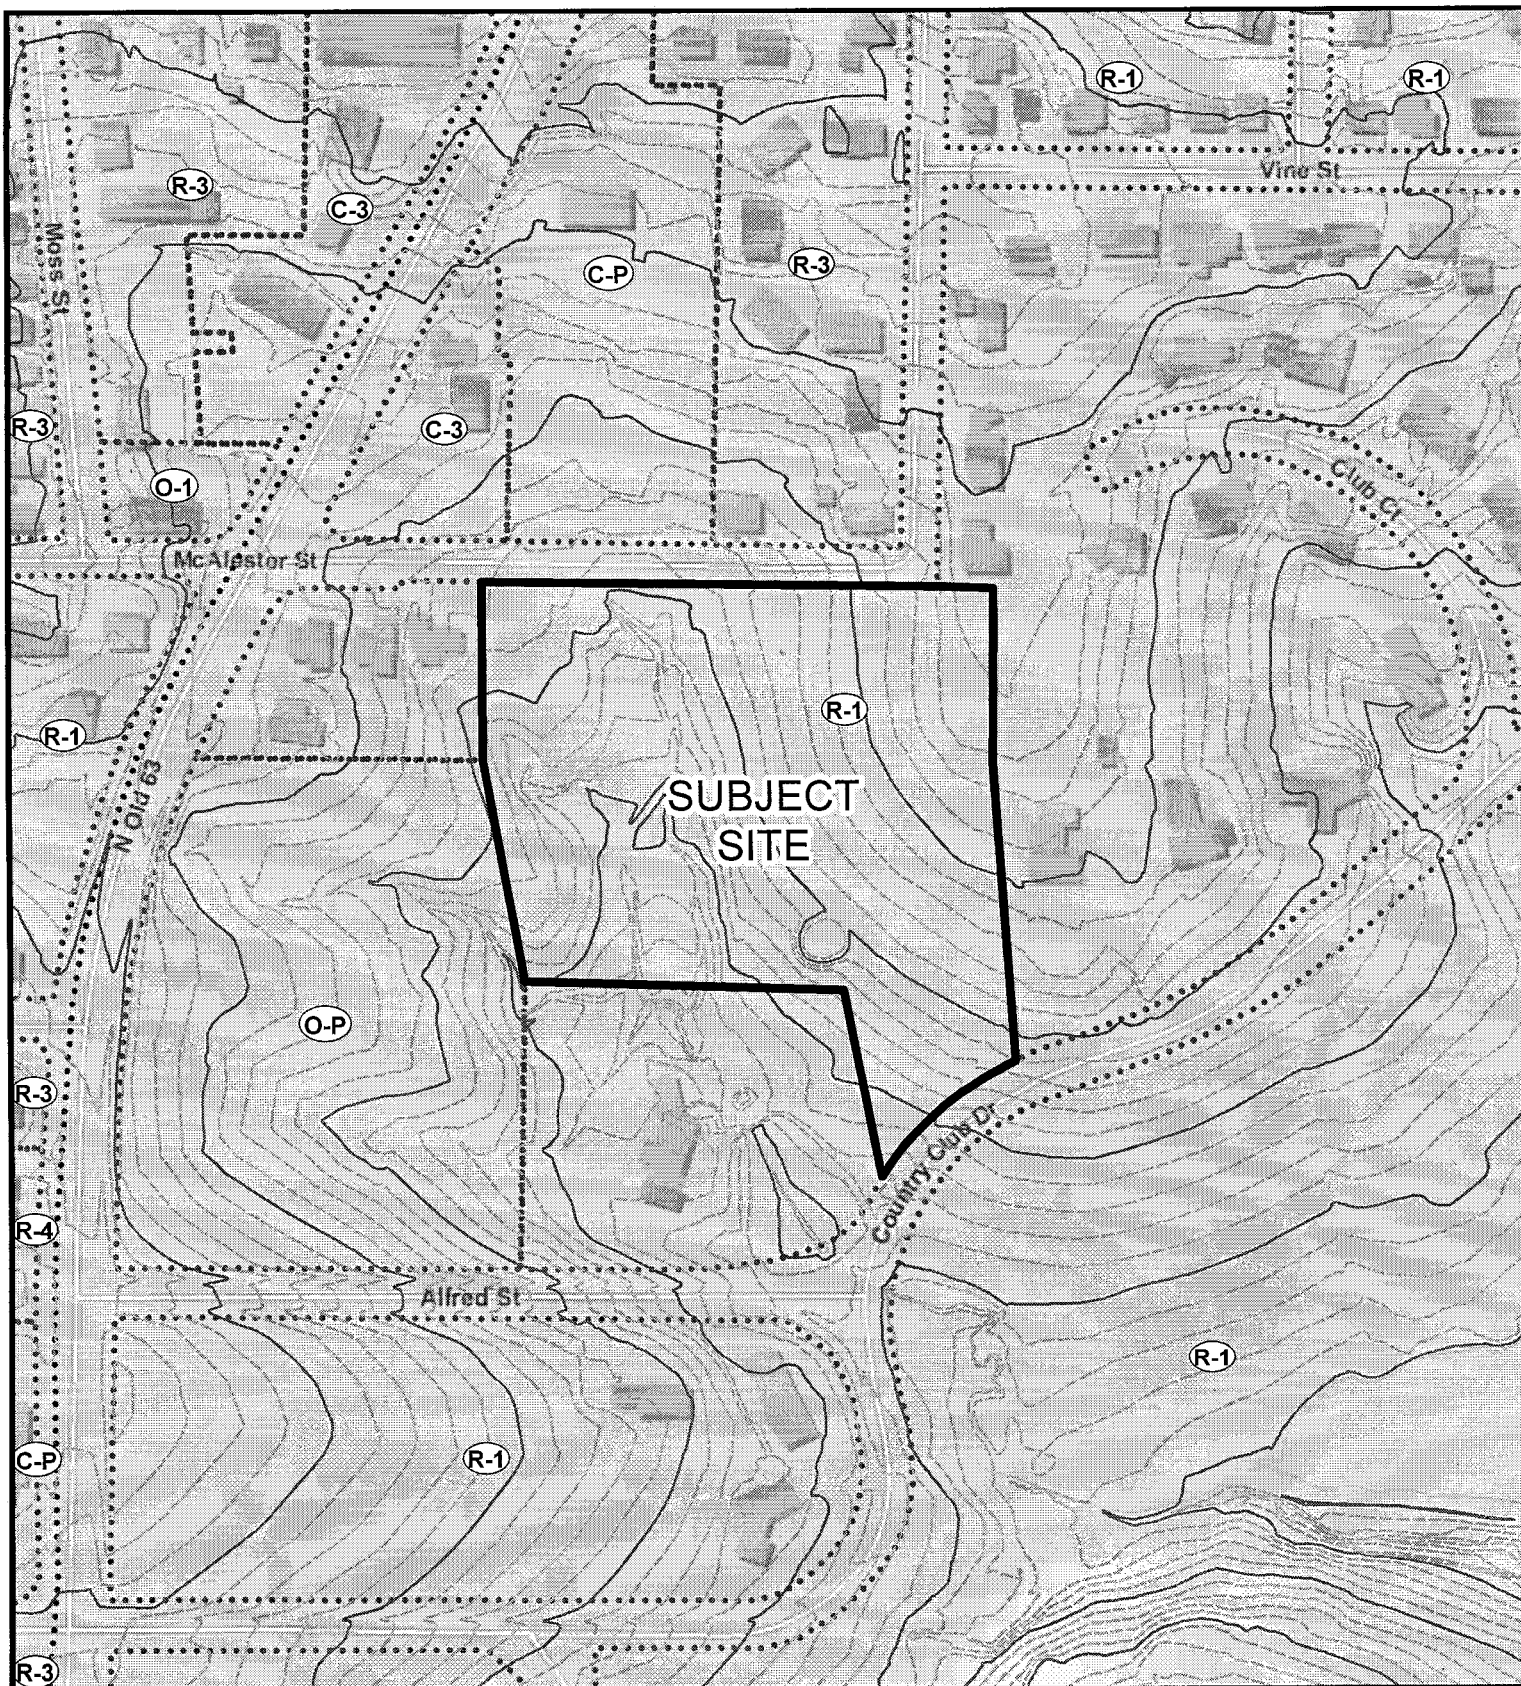 R-1
R-1
Vine St
R-3
C-3
Moss St
C-P
R-3
R-3
C-3
O-1
Club Ct
McAlester St
R-1
R-1
N Old 63
SUBJECT
SITE
O-P
R-3
Country Club Dr
R-4
Alfred St
R-1
C-P
R-1
R-3